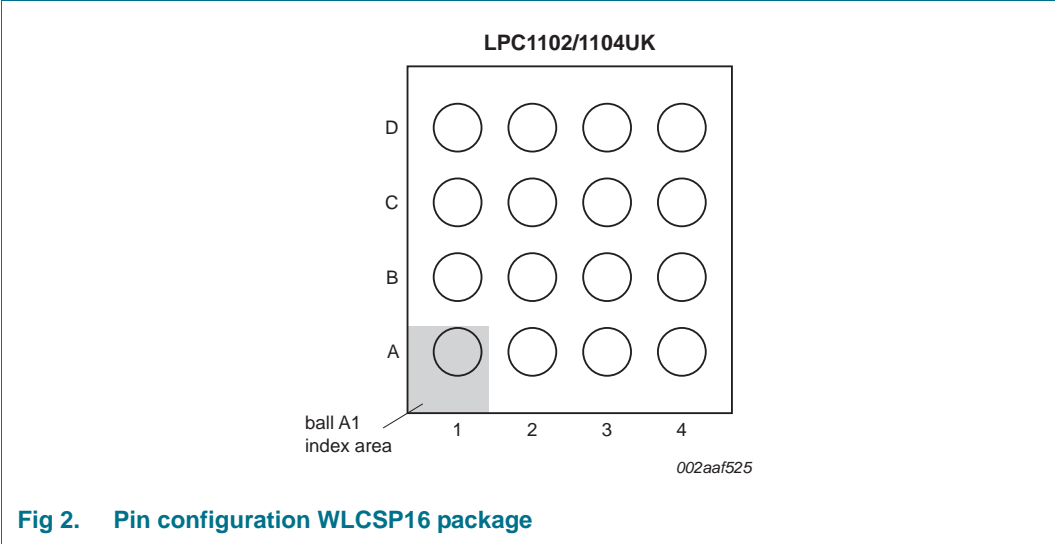 LPC1102/1104UK
D
C
B
A
ball A1
index area
1 2 3 4
002aaf525
Fig 2. Pin configuration WLCSP16 package